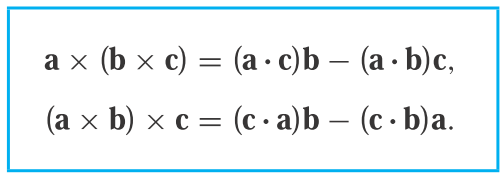 a × (b × c) = (a · c)b − (a · b)c,
(a × b) × c = (c · a)b − (c · b)a.